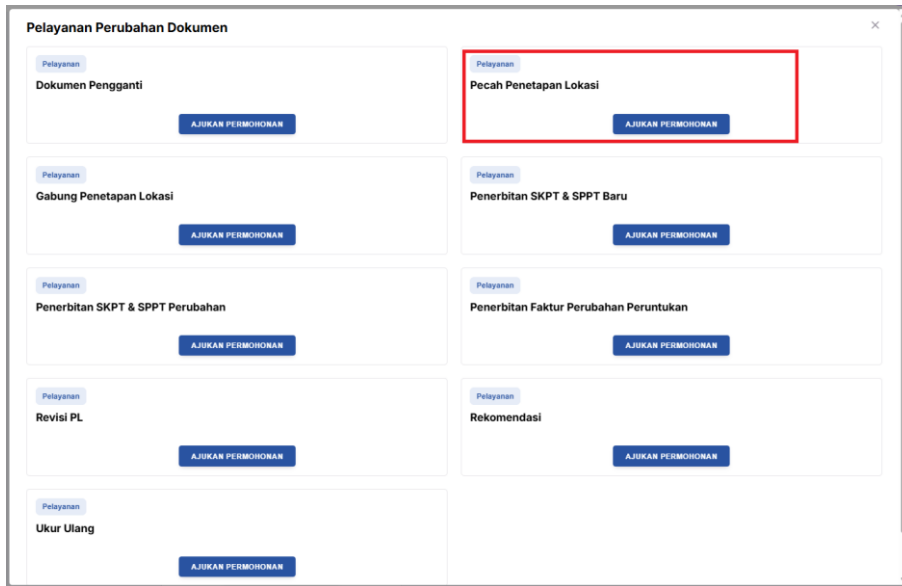 Pelayanan Perubahan Dokumen
×
Pelayanan
Dokumen Pengganti
AJUKAN PERMOHONAN
Pelayanan
Pecah Penetapan Lokasi
AJUKAN PERMOHONAN
Pelayanan
Gabung Penetapan Lokasi
AJUKAN PERMOHONAN
Pelayanan
Penerbitan SKPT & SPPT Baru
AJUKAN PERMOHONAN
Pelayanan
Penerbitan SKPT & SPPT Perubahan
AJUKAN PERMOHONAN
Pelayanan
Penerbitan Faktur Perubahan Peruntukan
AJUKAN PERMOHONAN
Pelayanan
Revisi PL
AJUKAN PERMOHONAN
Pelayanan
Rekomendasi
AJUKAN PERMOHONAN
Pelayanan
Ukur Ulang
AJUKAN PERMOHONAN